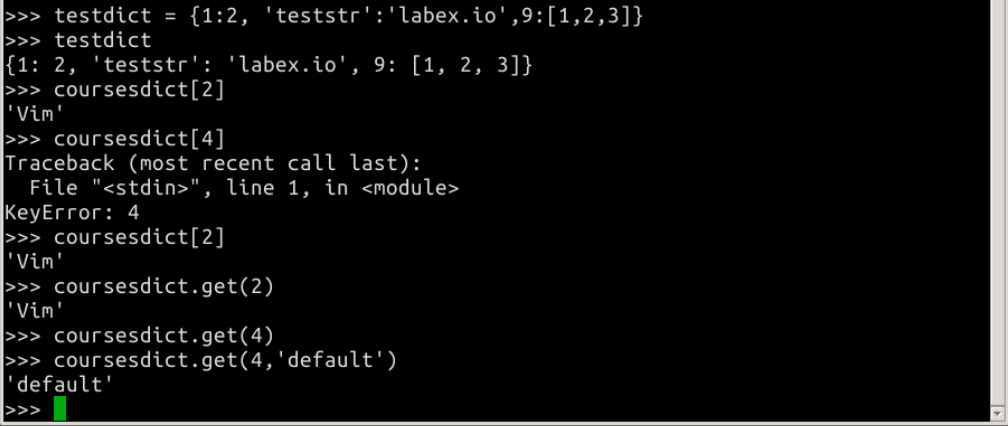 >>> testdict = {1:2, 'teststr':'labex.io',9:[1,2,3]}
>>> testdict
{1: 2, 'teststr': 'labex.io', 9: [1, 2, 3]}
>>> coursesdict[2]
'Vim'
>>> coursesdict[4]
Traceback (most recent call last):
  File "<stdin>", line 1, in <module>
KeyError: 4
>>> coursesdict[2]
'Vim'
>>> coursesdict.get(2)
'Vim'
>>> coursesdict.get(4)
>>> coursesdict.get(4,'default')
'default'
>>>